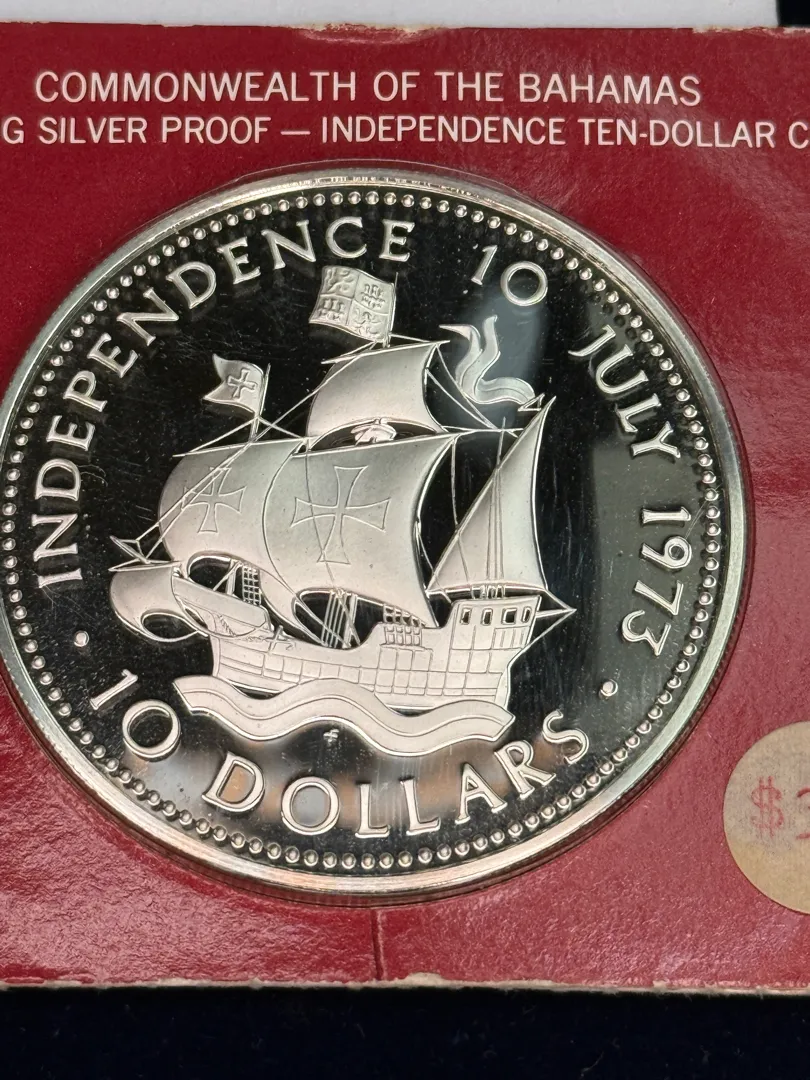 COMMONWEALTH OF THE BAHAMAS
G SILVER PROOF — INDEPENDENCE TEN-DOLLAR C
INDEPENDENCE 10 JULY 1973
10 DOLLARS
$